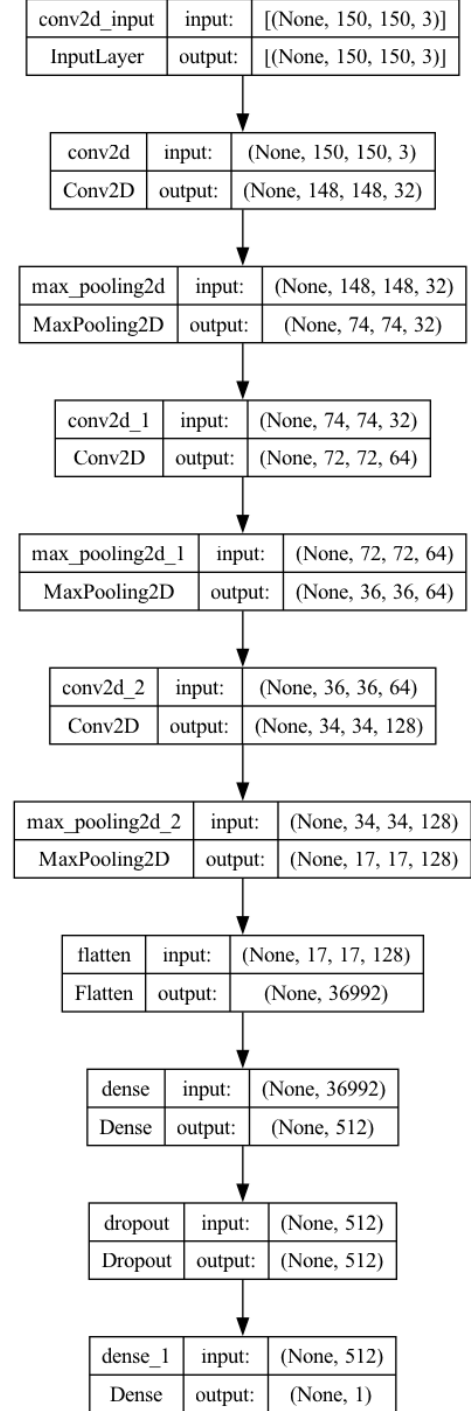 conv2d_input input: [(None, 150, 150, 3)]
InputLayer output: [(None, 150, 150, 3)]
conv2d input: (None, 150, 150, 3)
Conv2D output: (None, 148, 148, 32)
max_pooling2d input: (None, 148, 148, 32)
MaxPooling2D output: (None, 74, 74, 32)
conv2d_1 input: (None, 74, 74, 32)
Conv2D output: (None, 72, 72, 64)
max_pooling2d_1 input: (None, 72, 72, 64)
MaxPooling2D output: (None, 36, 36, 64)
conv2d_2 input: (None, 36, 36, 64)
Conv2D output: (None, 34, 34, 128)
max_pooling2d_2 input: (None, 34, 34, 128)
MaxPooling2D output: (None, 17, 17, 128)
flatten input: (None, 17, 17, 128)
Flatten output: (None, 36992)
dense input: (None, 36992)
Dense output: (None, 512)
dropout input: (None, 512)
Dropout output: (None, 512)
dense_1 input: (None, 512)
Dense output: (None, 1)